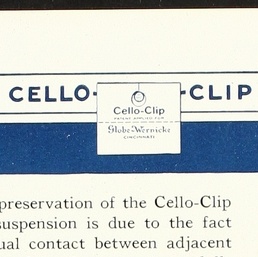 CELLO- -CLIP
Cello-Clip
PATENT APPLIED FOR
Globe-Wernicke
CINCINNATI
preservation of the Cello-Clip
suspension is due to the fact
ual contact between adjacent